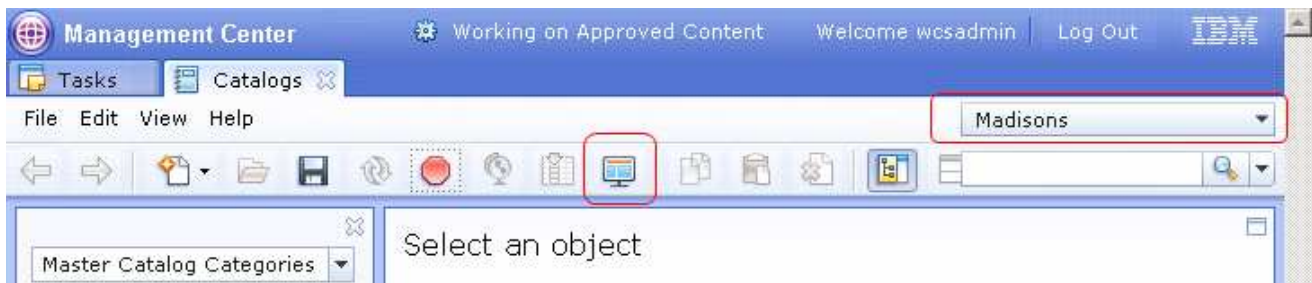 Management Center Working on Approved Content Welcome wcsadmin Log Out IBM
Tasks Catalogs
File Edit View Help Madisons
Master Catalog Categories
Select an object